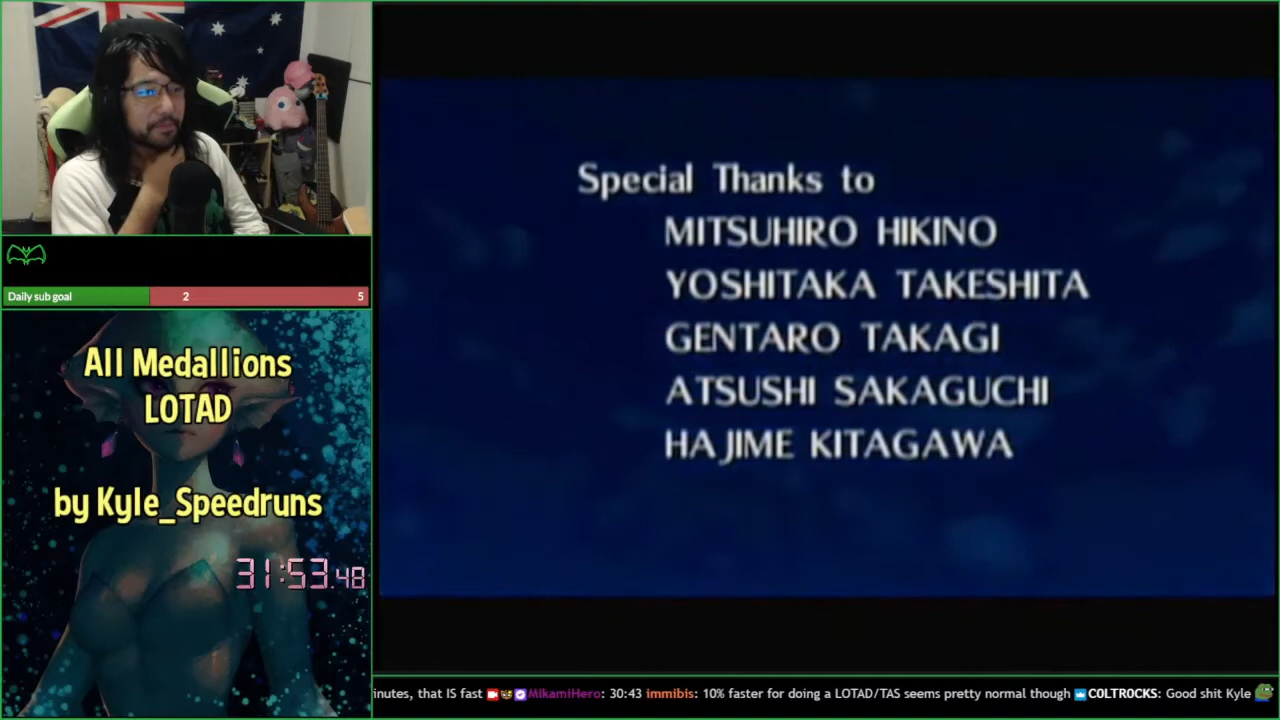 Special Thanks to
MITSUHIRO HIKINO
YOSHITAKA TAKESHITA
GENTARO TAKAGI
ATSUSHI SAKAGUCHI
HAJIME KITAGAWA
Daily sub goal 2 5
All Medallions
LOTAD
by Kyle_Speedruns
31:53.48
inutes, that IS fast MikamiHero: 30:43 immibis: 10% faster for doing a LOTAD/TAS seems pretty normal though COLTR0CKS: Good shit Kyle